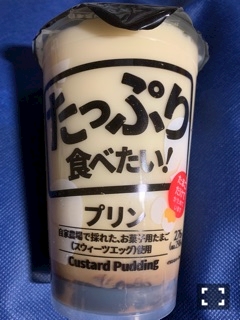 たっぷり
食べたい!
プリン
自家農場で採れた、お菓子用たまご
(スウィーツエッグ)使用
Custard Pudding